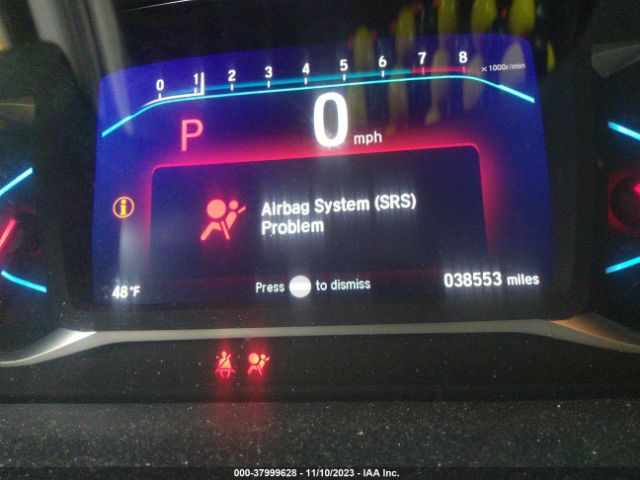 0 1 2 3 4 5 6 7 8 ×1000r/min
P 0 mph
Airbag System (SRS)
Problem
48°F Press to dismiss 038553 miles
000-37999628 - 11/10/2023 - IAA Inc.